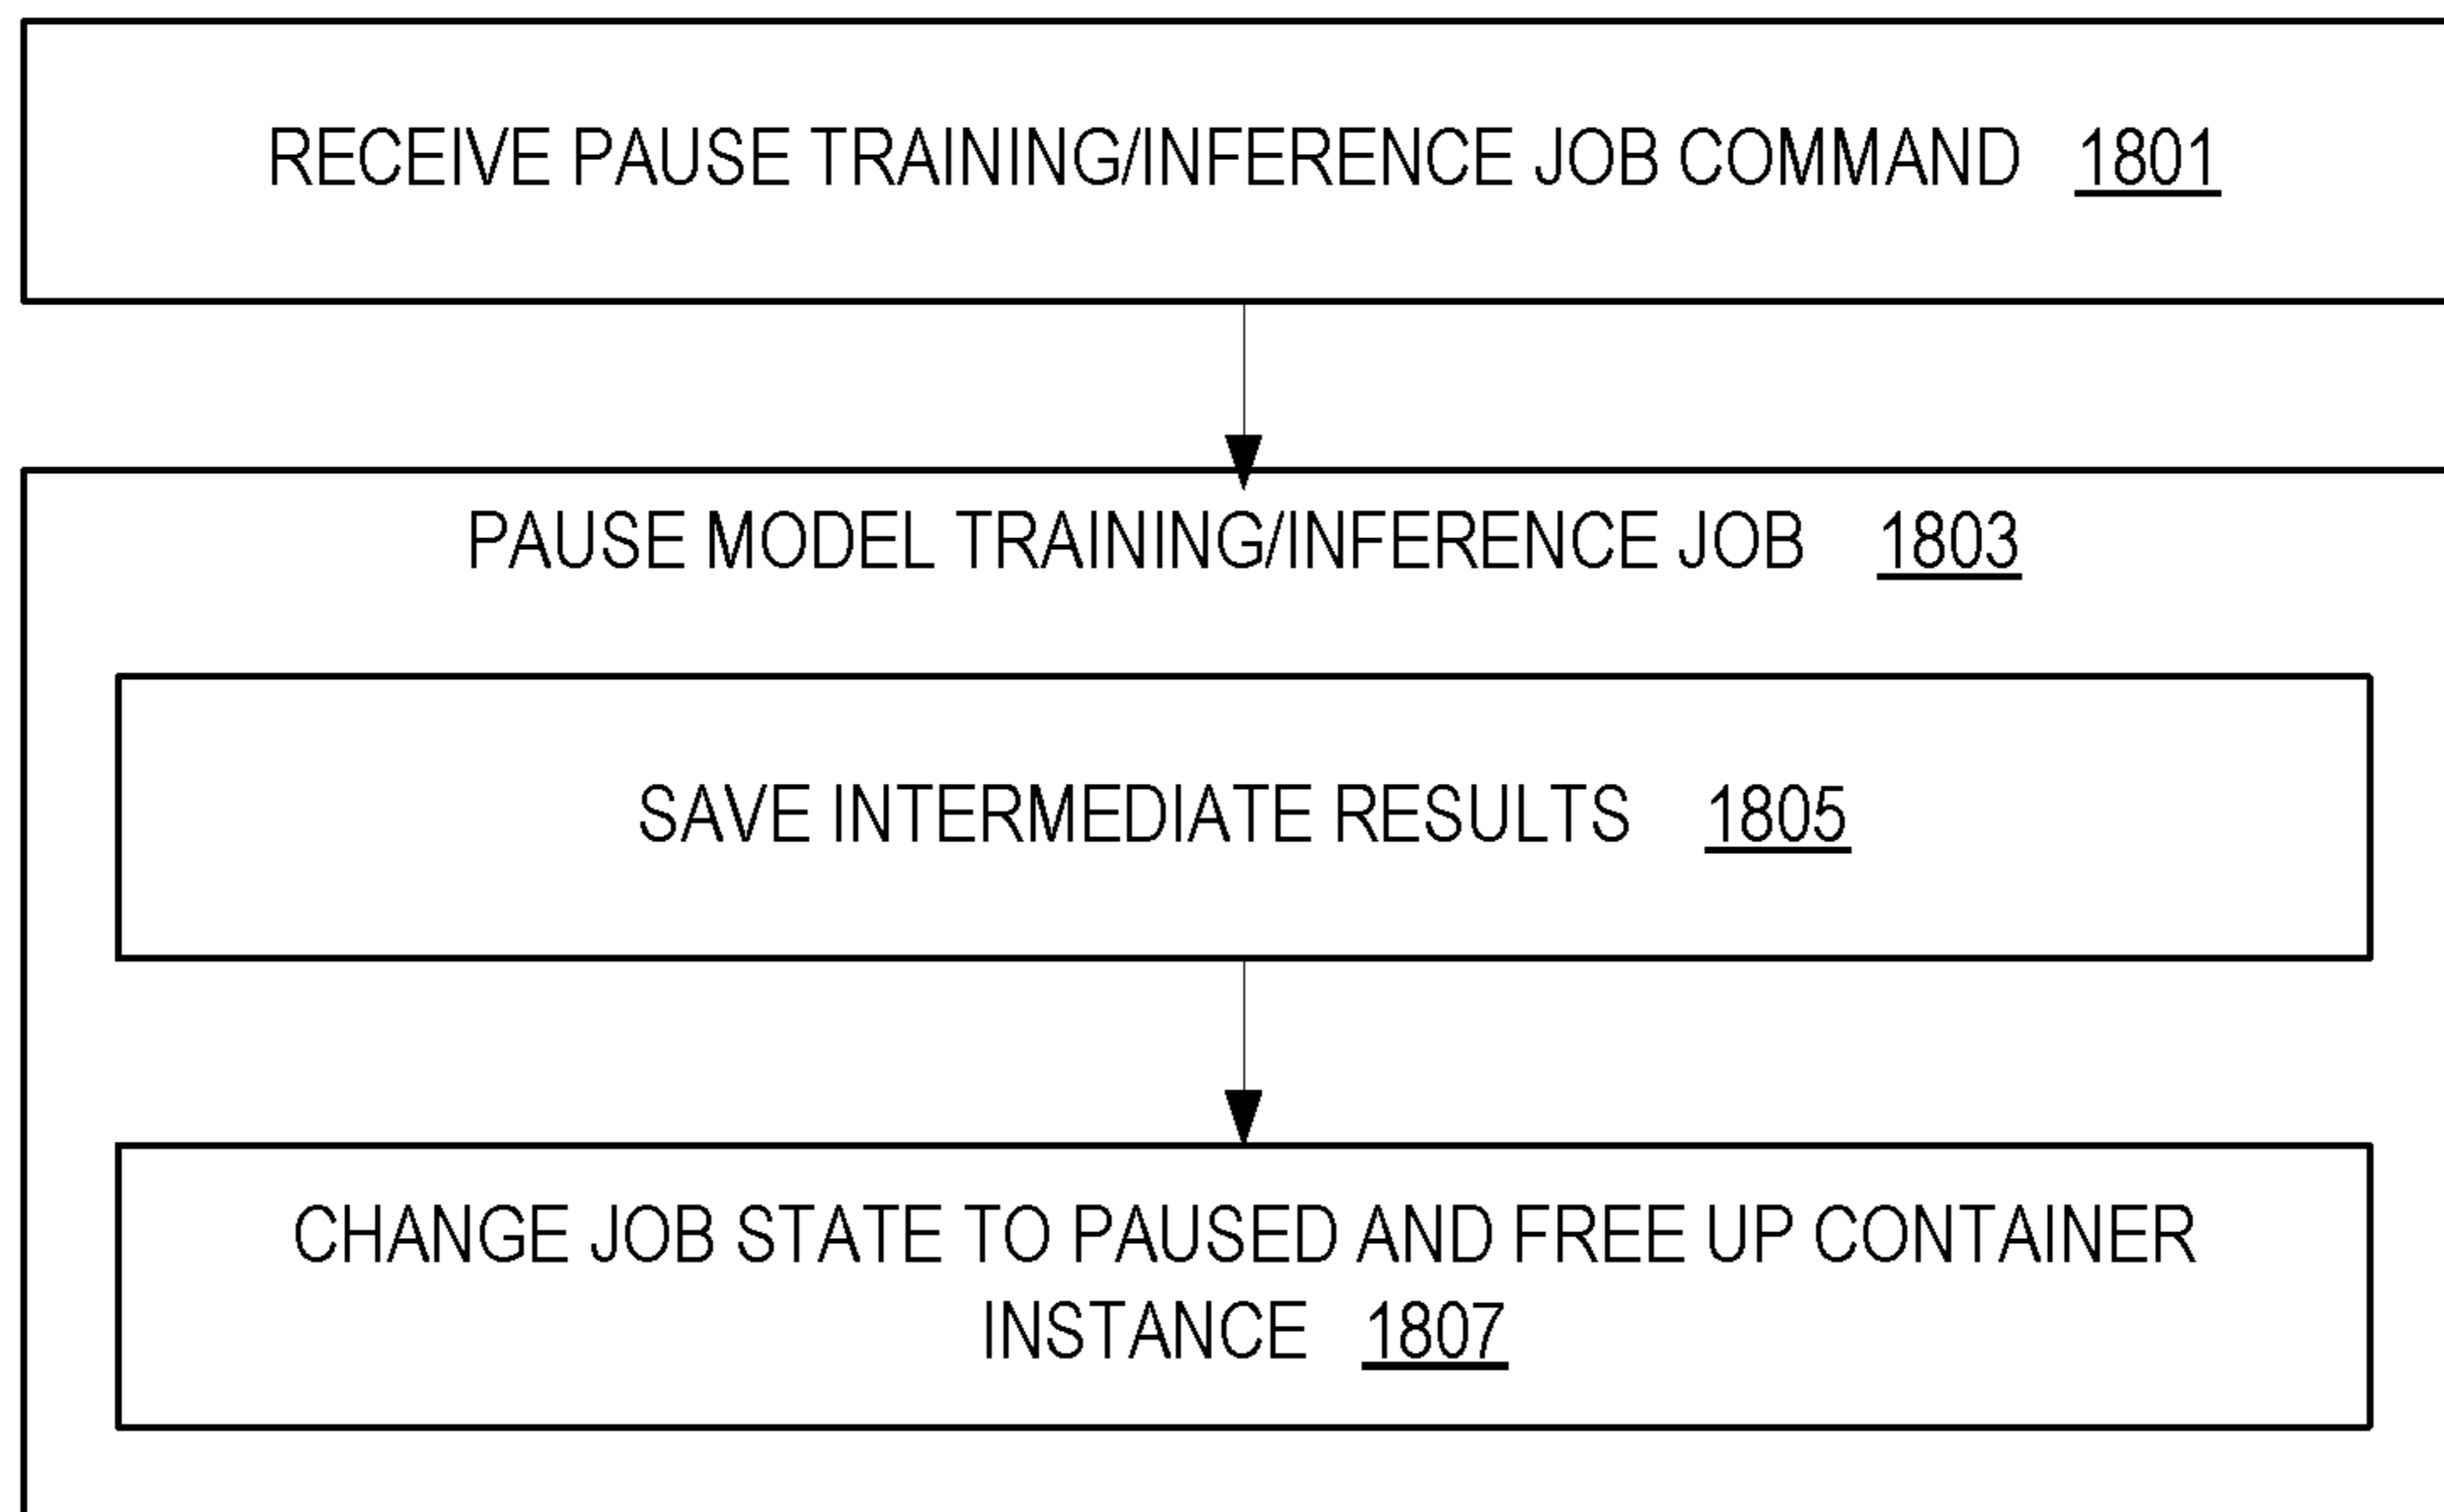 RECEIVE PAUSE TRAINING/INFERENCE JOB COMMAND 1801
PAUSE MODEL TRAINING/INFERENCE JOB 1803
SAVE INTERMEDIATE RESULTS 1805
CHANGE JOB STATE TO PAUSED AND FREE UP CONTAINER
INSTANCE 1807